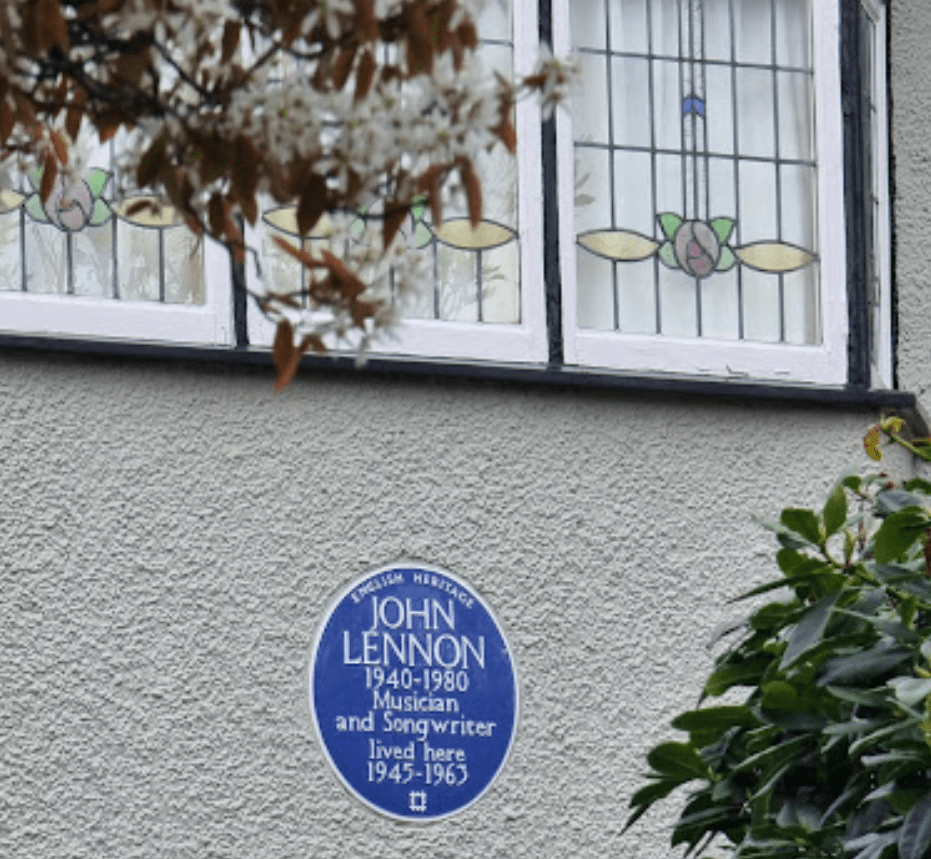 ENGLISH HERITAGE
JOHN
LENNON
1940-1980
Musician
and Songwriter
lived here
1945-1963